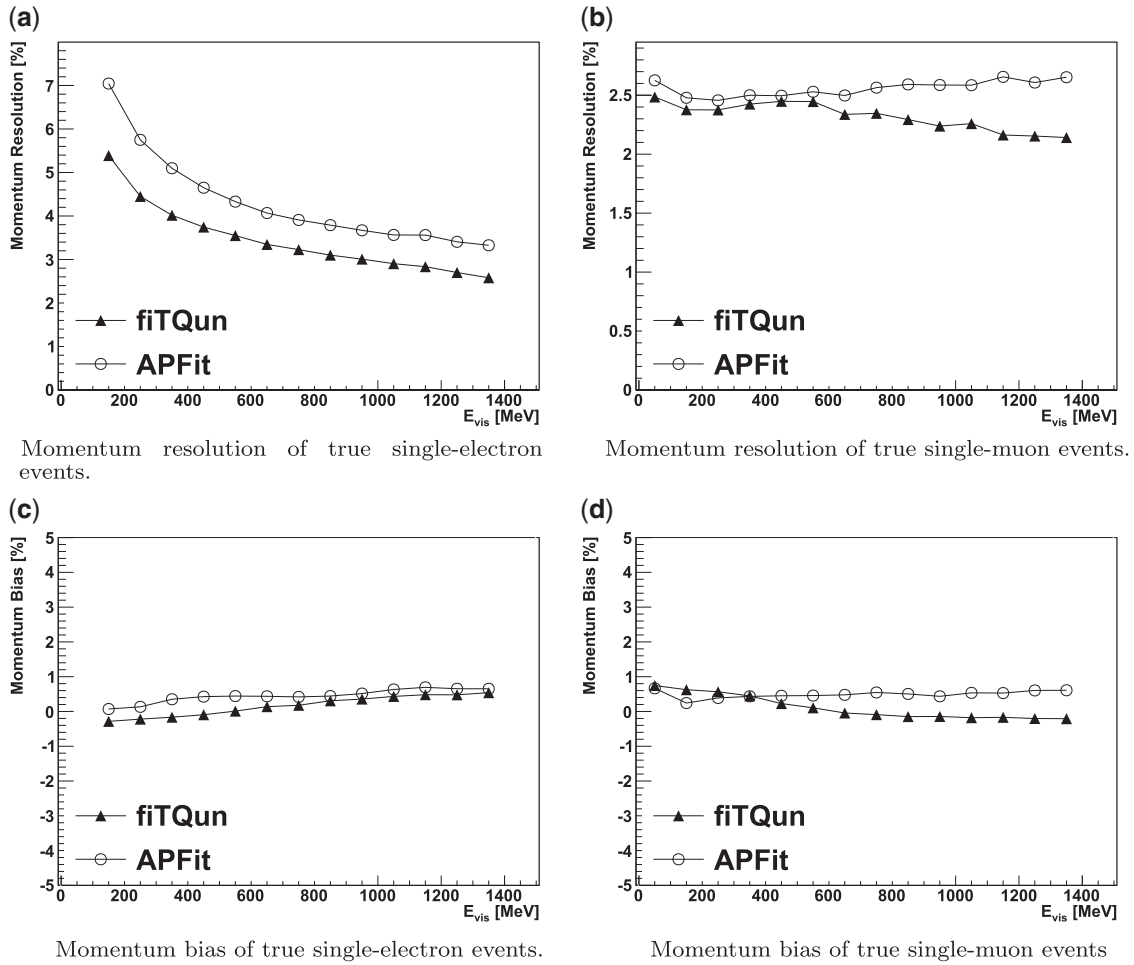 (a)
Momentum Resolution [%]
7
6
5
4
3
2
1
0
fiTQun
APFit
0 200 400 600 800 1000 1200 1400
E_vis [MeV]
Momentum resolution of true single-electron
events.
(b)
Momentum Resolution [%]
2.5
2
1.5
1
0.5
0
fiTQun
APFit
0 200 400 600 800 1000 1200 1400
E_vis [MeV]
Momentum resolution of true single-muon events.
(c)
Momentum Bias [%]
5
4
3
2
1
0
-1
-2
-3
-4
-5
fiTQun
APFit
0 200 400 600 800 1000 1200 1400
E_vis [MeV]
Momentum bias of true single-electron events.
(d)
Momentum Bias [%]
5
4
3
2
1
0
-1
-2
-3
-4
-5
fiTQun
APFit
0 200 400 600 800 1000 1200 1400
E_vis [MeV]
Momentum bias of true single-muon events